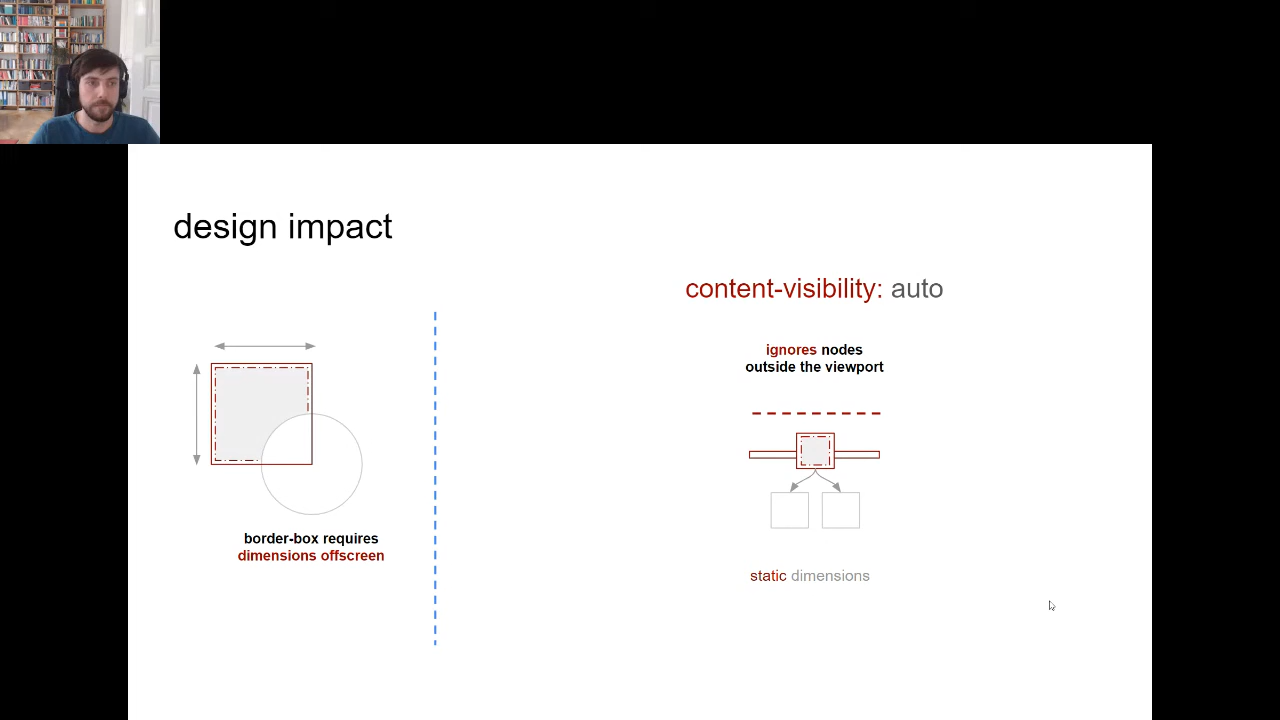 design impact
content-visibility: auto
ignores nodes
outside the viewport
border-box requires
dimensions offscreen
static dimensions